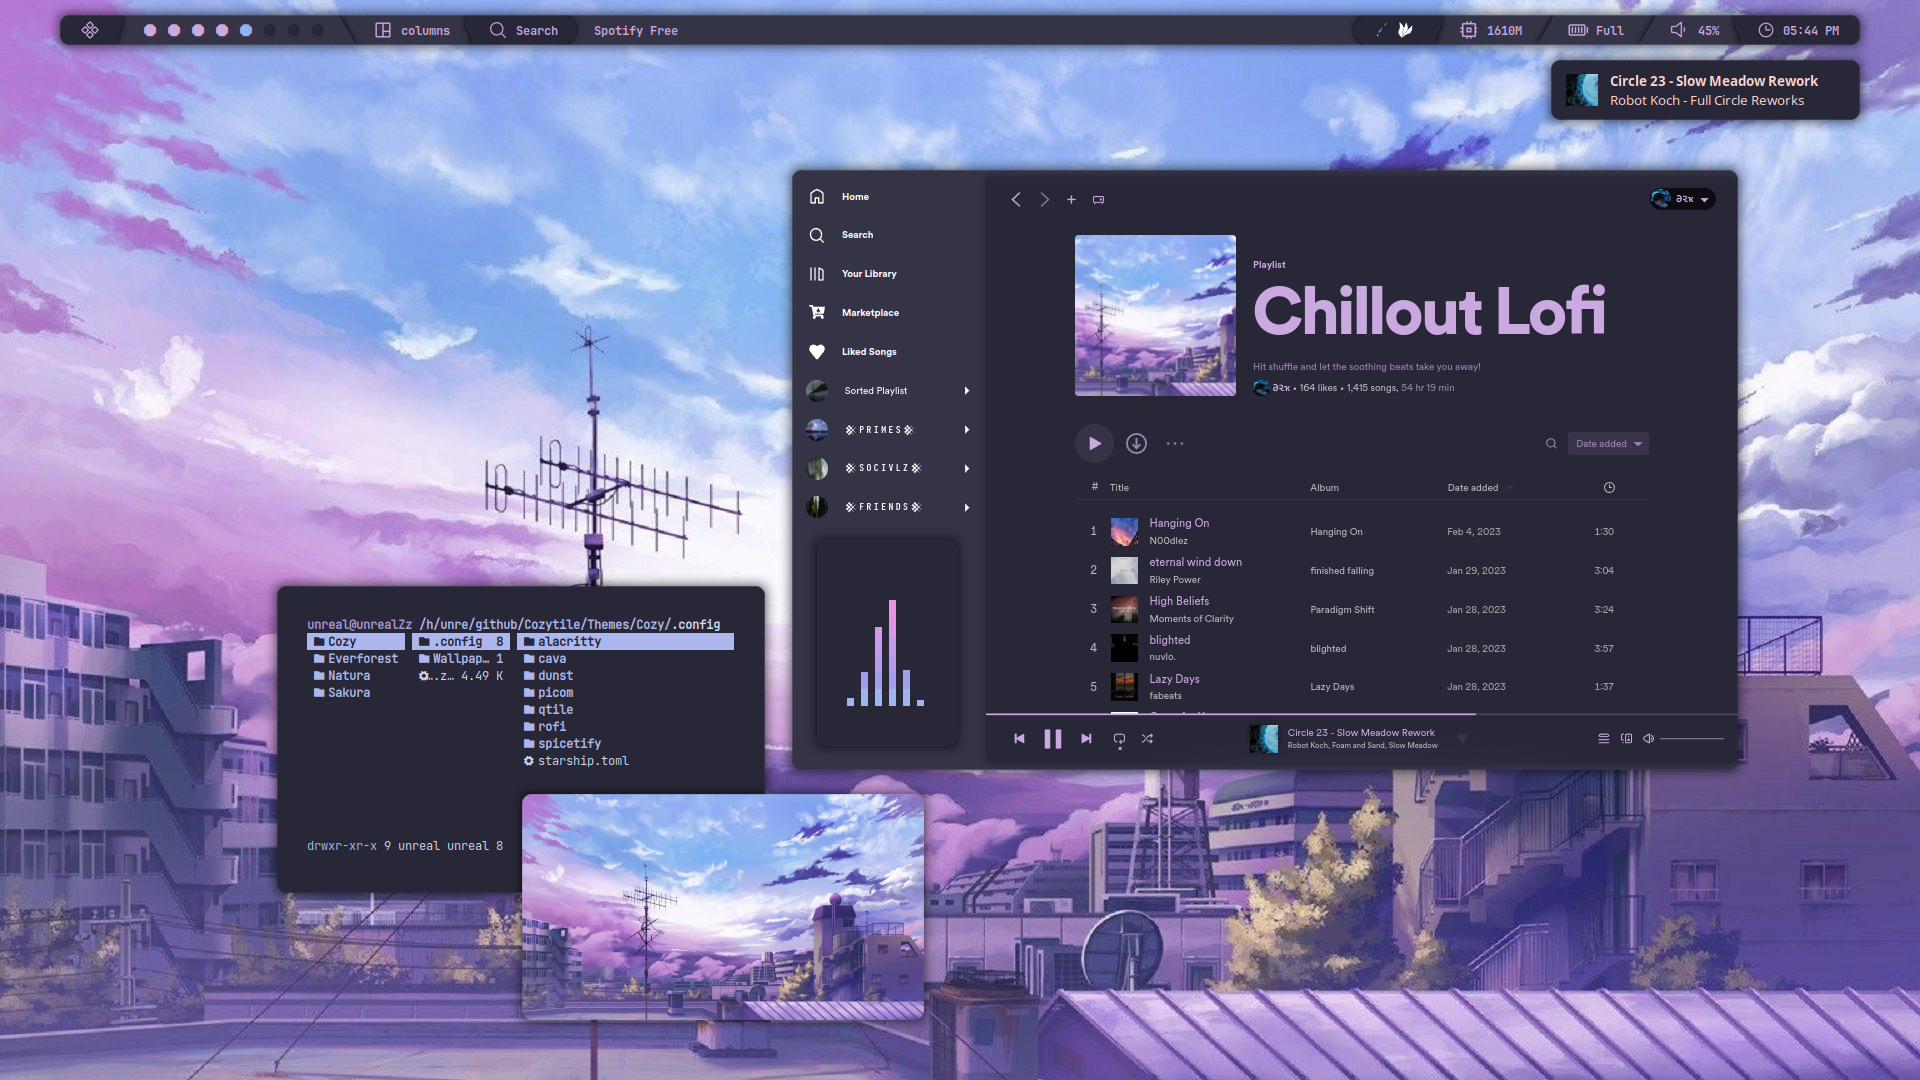 columns
Search
Spotify Free
1610M
Full
45%
05:44 PM
Circle 23 - Slow Meadow Rework
Robot Koch - Full Circle Reworks
Home
Search
Your Library
Marketplace
Liked Songs
Sorted Playlist
PRIMES
SOCIVLZ
FRIENDS
Playlist
Chillout Lofi
Hit shuffle and let the soothing beats take you away!
• 164 likes • 1,415 songs, 54 hr 19 min
Date added
# Title Album Date added
1 Hanging On Hanging On Feb 4, 2023 1:30
N00dlez
2 eternal wind down finished falling Jan 29, 2023 3:04
Riley Power
3 High Beliefs Paradigm Shift Jan 28, 2023 3:24
Moments of Clarity
4 blighted blighted Jan 28, 2023 3:57
nuvlo.
5 Lazy Days Lazy Days Jan 28, 2023 1:37
fabeats
Circle 23 - Slow Meadow Rework
Robot Koch, Foam and Sand, Slow Meadow
unreal@unrealZz /h/unre/github/Cozytile/Themes/Cozy/.config
Cozy .config 8 alacritty
Everforest Wallpap… 1 cava
Natura ..z… 4.49 K dunst
Sakura picom
qtile
rofi
spicetify
starship.toml
drwxr-xr-x 9 unreal unreal 8